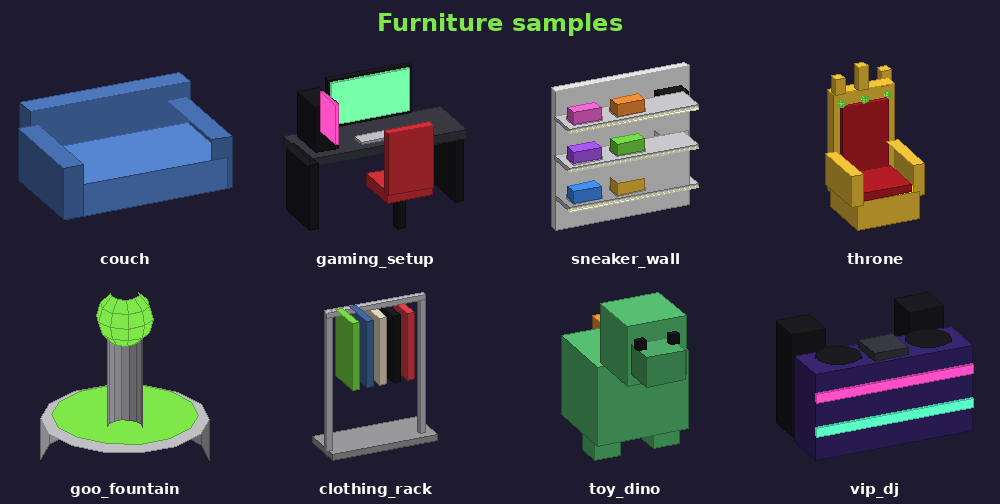 Furniture samples
couch
gaming_setup
sneaker_wall
throne
goo_fountain
clothing_rack
toy_dino
vip_dj